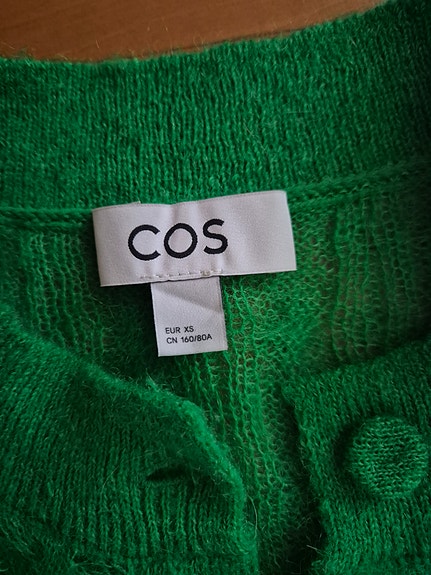 COS
EUR XS
CN 160/80A